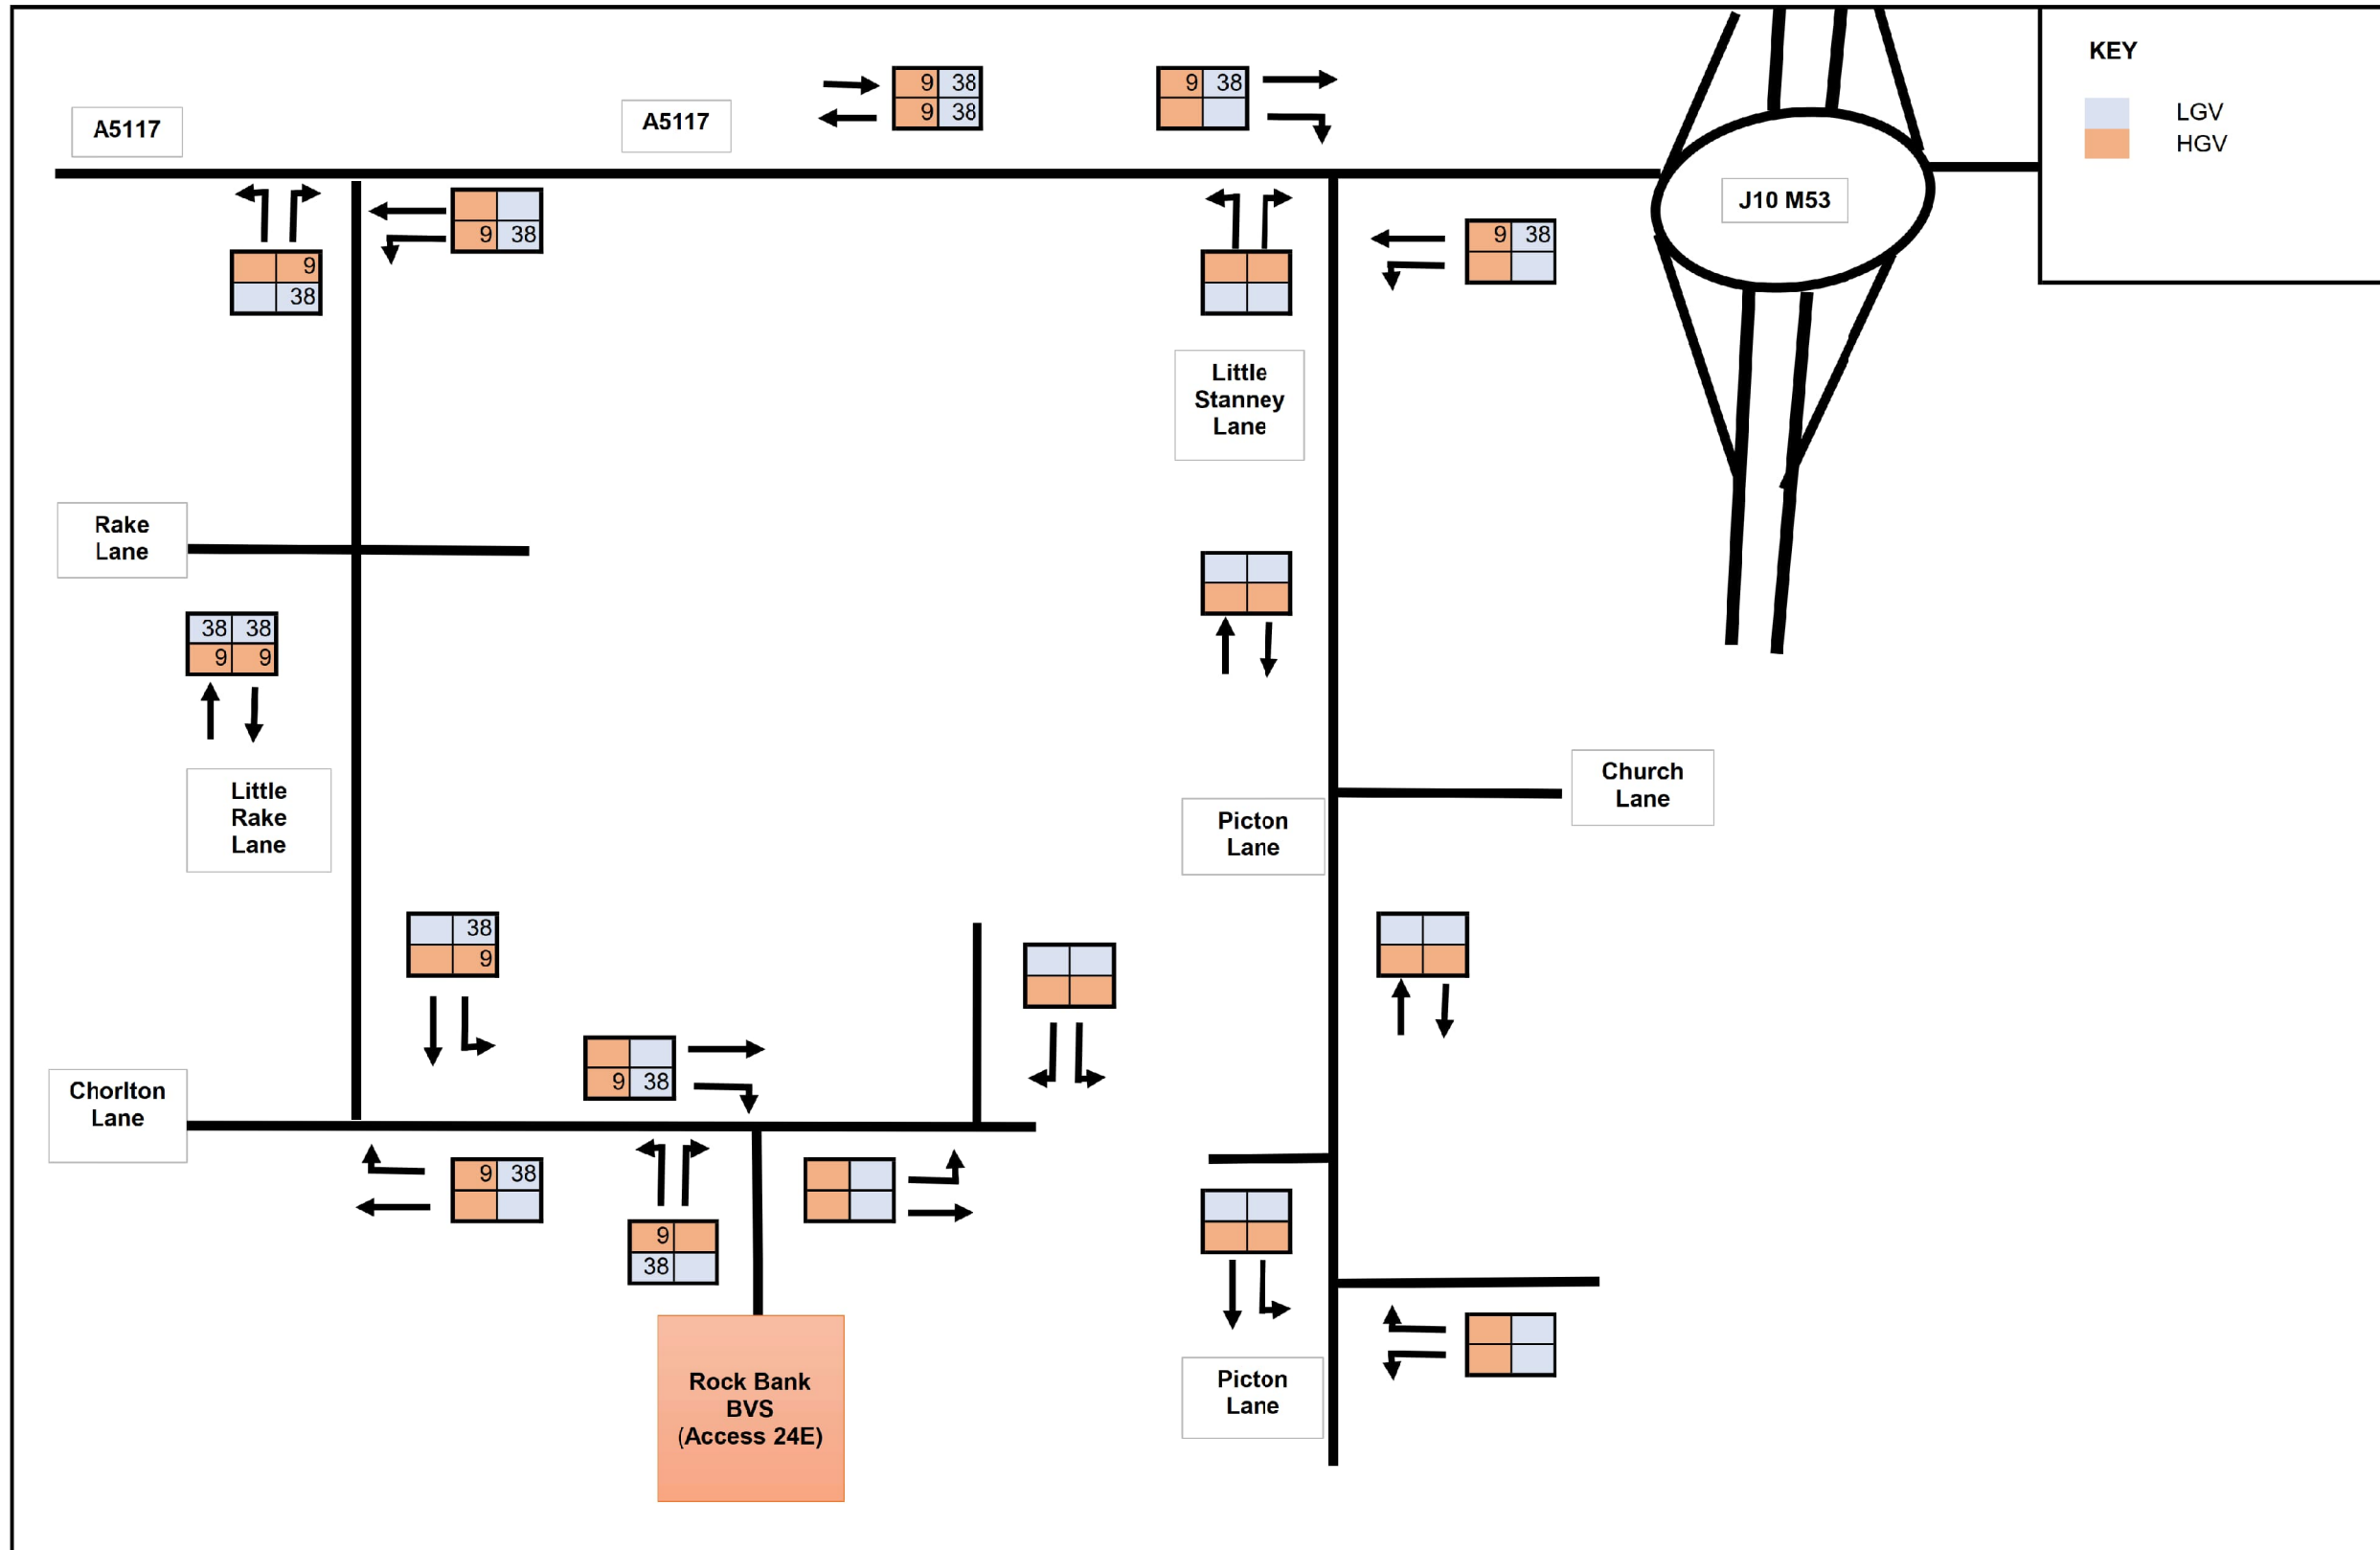 KEY
LGV
HGV
A5117
A5117
9 38
9 38
9 38
J10 M53
9 38
9
38
9 38
Little
Stanney
Lane
Rake
Lane
38 38
9 9
Little
Rake
Lane
Church
Lane
Picton
Lane
38
9
9 38
Chorlton
Lane
9 38
9
38
Rock Bank
BVS
(Access 24E)
Picton
Lane